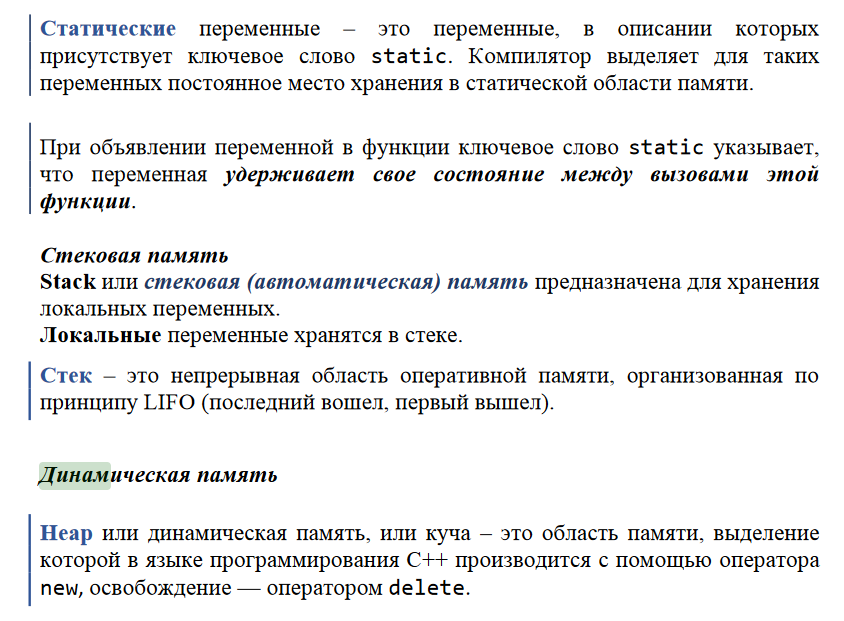 Статические переменные – это переменные, в описании которых
присутствует ключевое слово static. Компилятор выделяет для таких
переменных постоянное место хранения в статической области памяти.
При объявлении переменной в функции ключевое слово static указывает,
что переменная удерживает свое состояние между вызовами этой
функции.
Стековая память
Stack или стековая (автоматическая) память предназначена для хранения
локальных переменных.
Локальные переменные хранятся в стеке.
Стек – это непрерывная область оперативной памяти, организованная по
принципу LIFO (последний вошел, первый вышел).
Динамическая память
Heap или динамическая память, или куча – это область памяти, выделение
которой в языке программирования С++ производится с помощью оператора
new, освобождение — оператором delete.